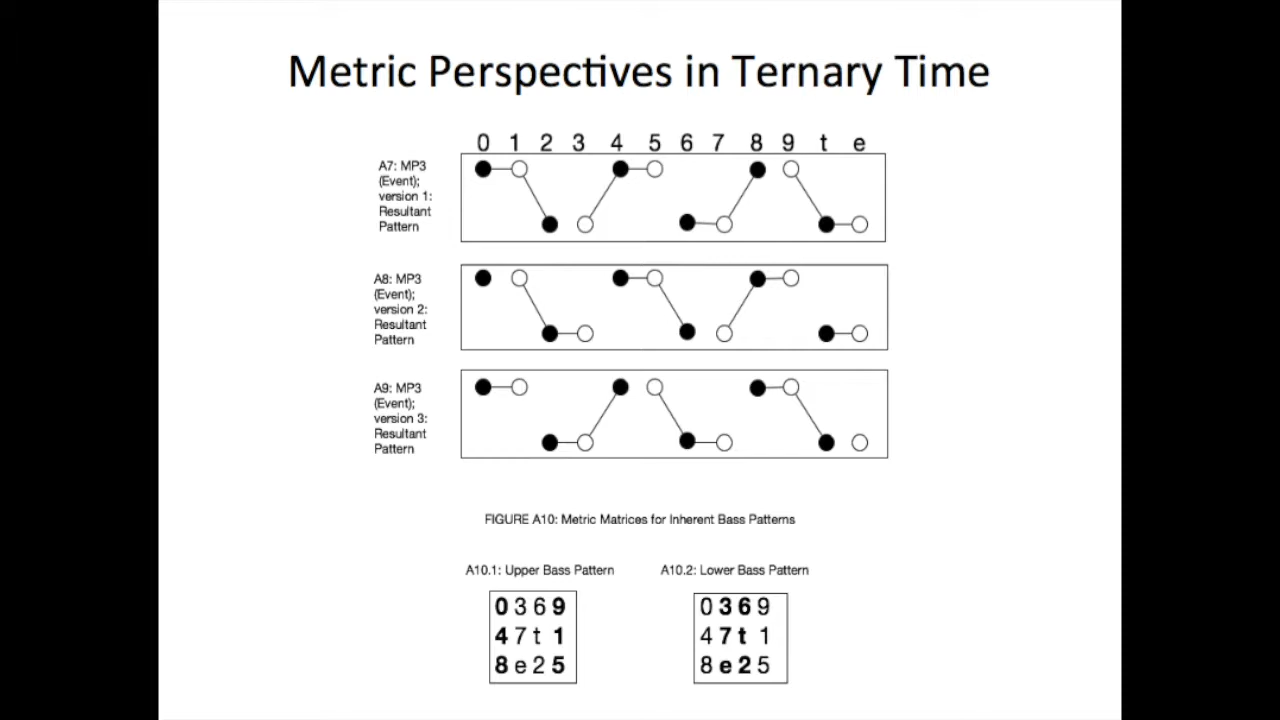 Metric Perspectives in Ternary Time
0 1 2 3 4 5 6 7 8 9 t e
A7: MP3
(Event);
version 1:
Resultant
Pattern
A8: MP3
(Event);
version 2:
Resultant
Pattern
A9: MP3
(Event);
version 3:
Resultant
Pattern
FIGURE A10: Metric Matrices for Inherent Bass Patterns
A10.1: Upper Bass Pattern
0 3 6 9
4 7 t 1
8 e 2 5
A10.2: Lower Bass Pattern
0 3 6 9
4 7 t 1
8 e 2 5